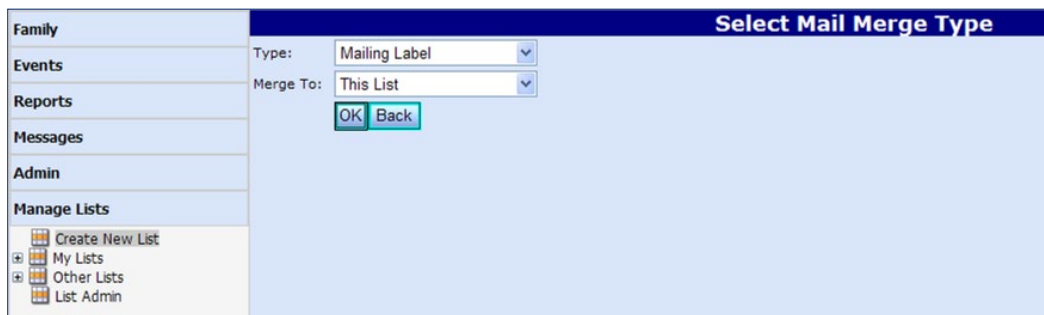 Family
Select Mail Merge Type
Events
Type: Mailing Label
Merge To: This List
Reports
OK Back
Messages
Admin
Manage Lists
Create New List
My Lists
Other Lists
List Admin